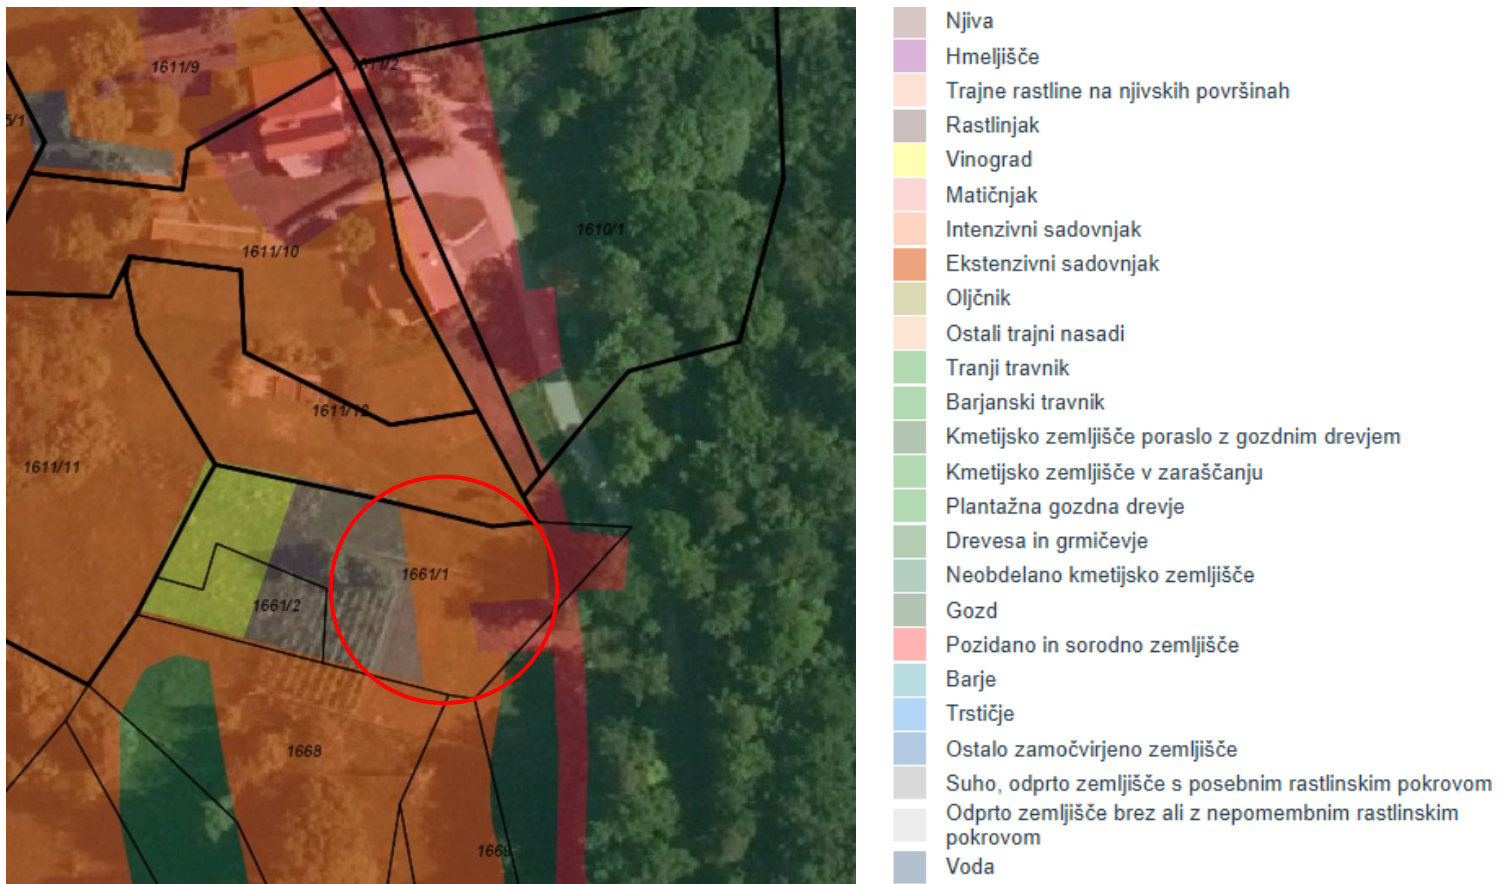 1611/9
1611/2
5/1
1610/1
1611/10
1611/12
1611/11
1661/1
1661/2
1668
1669
Njiva
Hmeljišče
Trajne rastline na njivskih površinah
Rastlinjak
Vinograd
Matičnjak
Intenzivni sadovnjak
Ekstenzivni sadovnjak
Oljčnik
Ostali trajni nasadi
Tranji travnik
Barjanski travnik
Kmetijsko zemljišče poraslo z gozdnim drevjem
Kmetijsko zemljišče v zaraščanju
Plantažna gozdna drevje
Drevesa in grmičevje
Neobdelano kmetijsko zemljišče
Gozd
Pozidano in sorodno zemljišče
Barje
Trstičje
Ostalo zamočvirjeno zemljišče
Suho, odprto zemljišče s posebnim rastlinskim pokrovom
Odprto zemljišče brez ali z nepomembnim rastlinskim
pokrovom
Voda